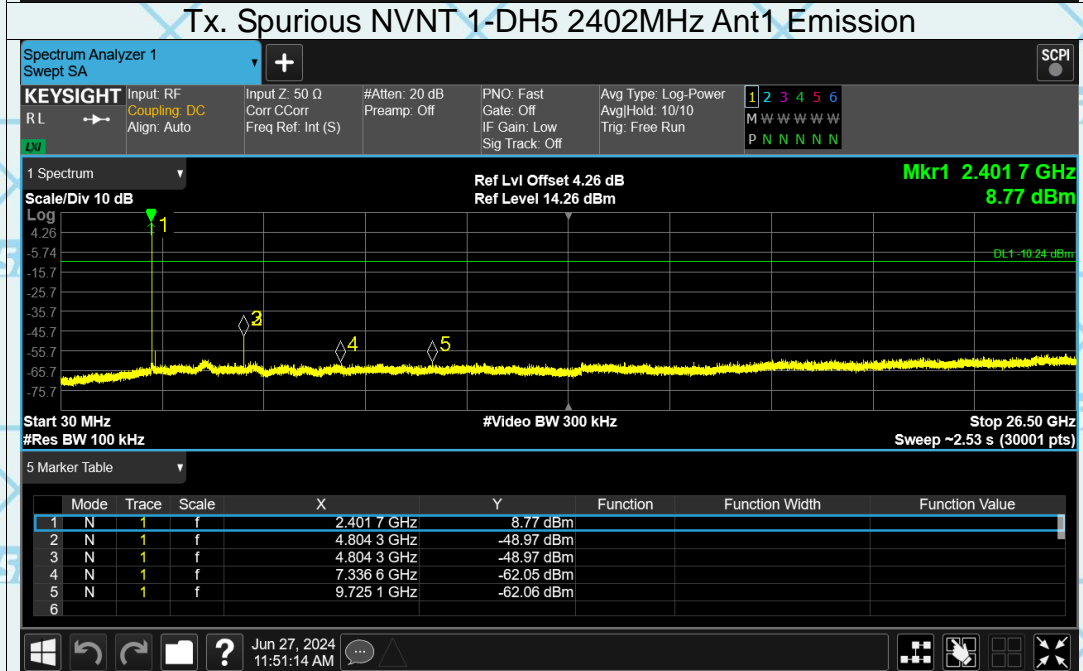 Tx. Spurious NVNT 1-DH5 2402MHz Ant1 Emission
Spectrum Analyzer 1
Swept SA
+
SCPI
KEYSIGHT Input: RF Input Z: 50 Ω #Atten: 20 dB PNO: Fast Avg Type: Log-Power 1 2 3 4 5 6
RL Coupling: DC Corr CCorr Preamp: Off Gate: Off Avg|Hold: 10/10 M W W W W W
Align: Auto Freq Ref: Int (S) IF Gain: Low Trig: Free Run P N N N N N
LXI Sig Track: Off
1 Spectrum
Ref Lvl Offset 4.26 dB
Mkr1 2.401 7 GHz
Scale/Div 10 dB
Ref Level 14.26 dBm
8.77 dBm
Log
1
4.26
-5.74
DL1 -10.24 dBm
-15.7
-25.7
-35.7
-45.7
4
5
-55.7
-65.7
-75.7
Start 30 MHz #Video BW 300 kHz Stop 26.50 GHz
#Res BW 100 kHz Sweep ~2.53 s (30001 pts)
5 Marker Table
Mode Trace Scale X Y Function Function Width Function Value
1 N 1 f 2.401 7 GHz 8.77 dBm
2 N 1 f 4.804 3 GHz -48.97 dBm
3 N 1 f 4.804 3 GHz -48.97 dBm
4 N 1 f 7.336 6 GHz -62.05 dBm
5 N 1 f 9.725 1 GHz -62.06 dBm
6
?
Jun 27, 2024
11:51:14 AM